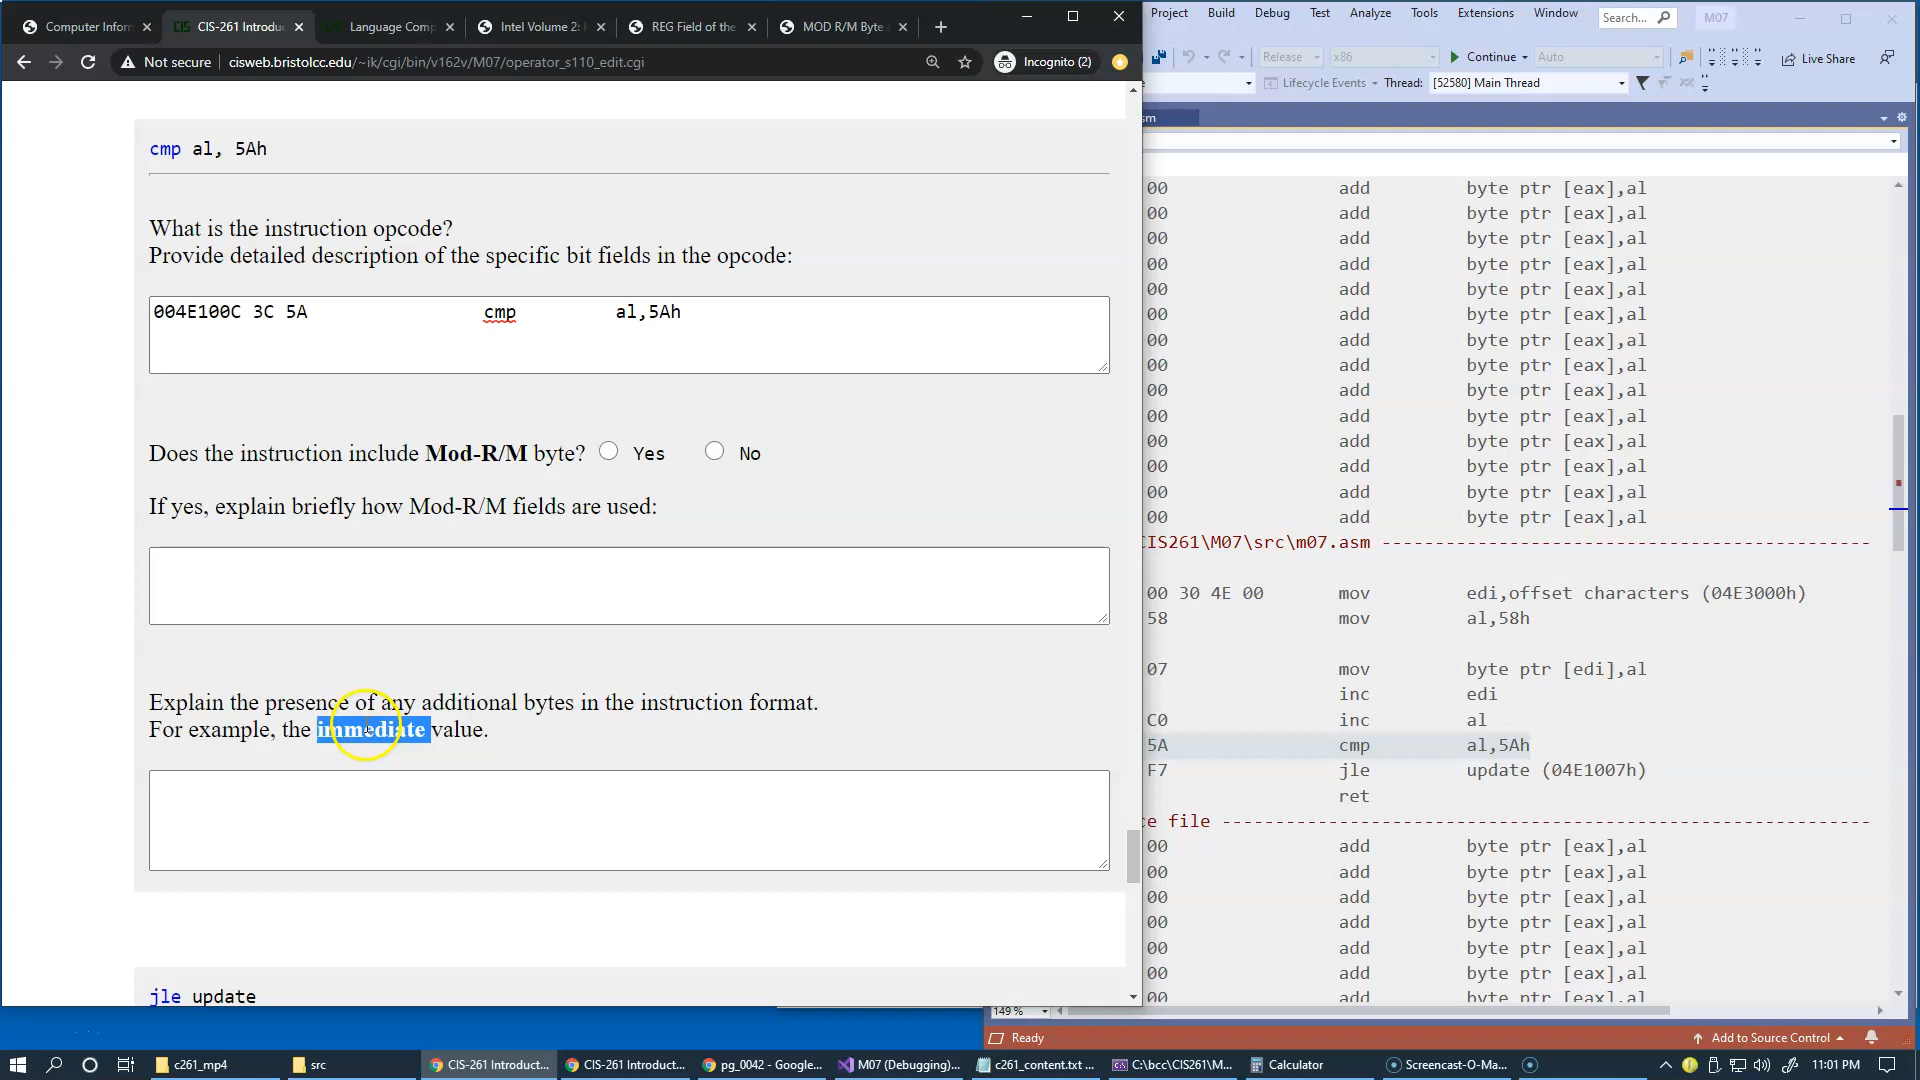 Computer Inforn
CIS-261 Introduc
Language Comp
Intel Volume 2:
REG Field of the
MOD R/M Byte
Not secure
cisweb.bristolcc.edu/~ik/cgi/bin/v162v/M07/operator_s110_edit.cgi
Incognito (2)
cmp al, 5Ah
What is the instruction opcode?
Provide detailed description of the specific bit fields in the opcode:
004E100C 3C 5A cmp al,5Ah
Does the instruction include Mod-R/M byte? Yes No
If yes, explain briefly how Mod-R/M fields are used:
Explain the presence of any additional bytes in the instruction format.
For example, the immediate value.
jle update
Project Build Debug Test Analyze Tools Extensions Window Search... M07
Release x86 Continue Auto Live Share
Lifecycle Events Thread: [52580] Main Thread
sm
00 add byte ptr [eax],al
00 add byte ptr [eax],al
00 add byte ptr [eax],al
00 add byte ptr [eax],al
00 add byte ptr [eax],al
00 add byte ptr [eax],al
00 add byte ptr [eax],al
00 add byte ptr [eax],al
00 add byte ptr [eax],al
00 add byte ptr [eax],al
00 add byte ptr [eax],al
00 add byte ptr [eax],al
00 add byte ptr [eax],al
00 add byte ptr [eax],al
CIS261\M07\src\m07.asm ----------------------------------------------
00 30 4E 00 mov edi,offset characters (04E3000h)
58 mov al,58h
07 mov byte ptr [edi],al
inc edi
C0 inc al
5A cmp al,5Ah
F7 jle update (04E1007h)
ret
ce file -------------------------------------------------------------
00 add byte ptr [eax],al
00 add byte ptr [eax],al
00 add byte ptr [eax],al
00 add byte ptr [eax],al
00 add byte ptr [eax],al
00 add byte ptr [eax],al
00 add byte ptr [eax],al
149 %
Ready
Add to Source Control
c261_mp4
src
CIS-261 Introduct...
CIS-261 Introduct...
pg_0042 - Google...
M07 (Debugging)...
c261_content.txt ...
C:\bcc\CIS261\M...
Calculator
Screencast-O-Ma...
11:01 PM